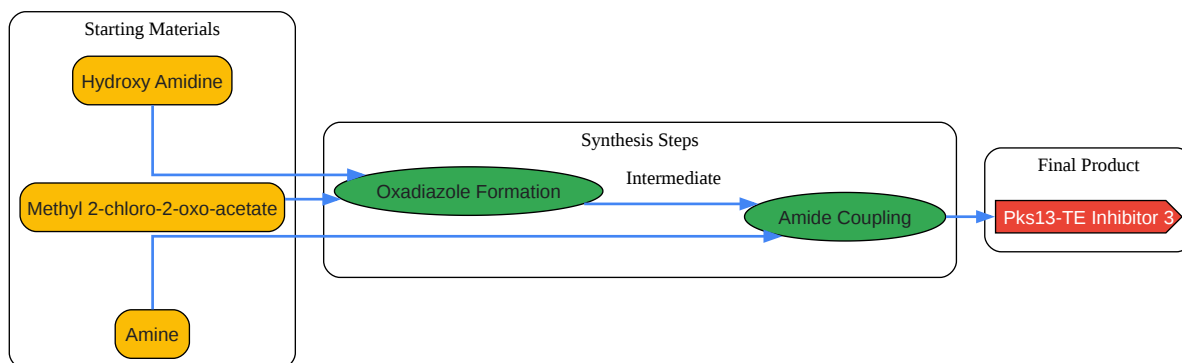 Starting Materials
Hydroxy Amidine
Methyl 2-chloro-2-oxo-acetate
Amine
Synthesis Steps
Oxadiazole Formation
Intermediate
Amide Coupling
Final Product
Pks13-TE Inhibitor 3